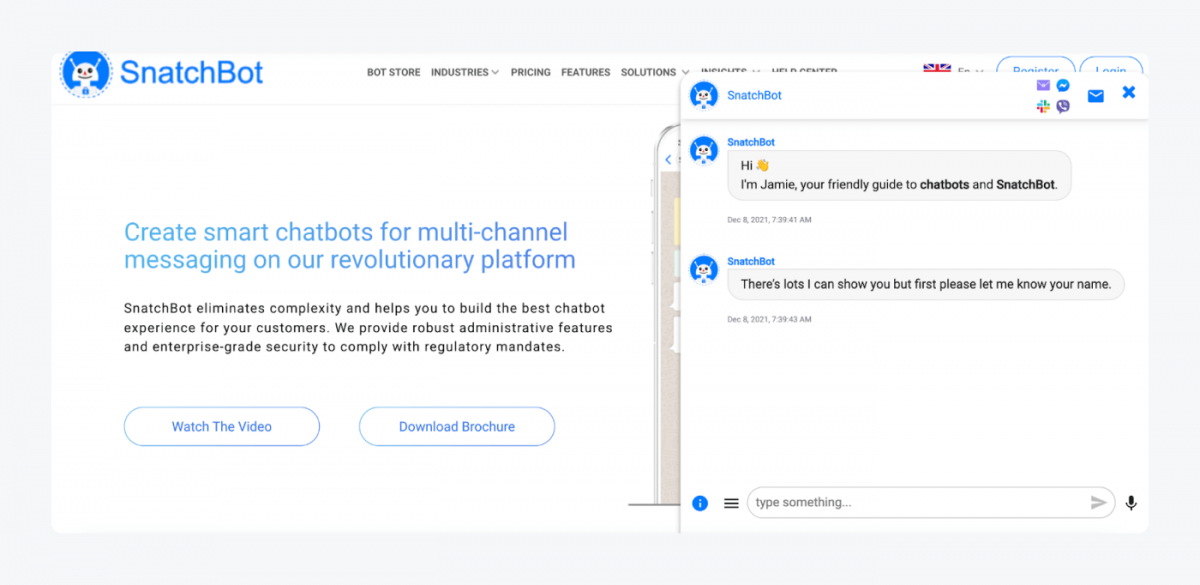 SnatchBot
BOT STORE INDUSTRIES PRICING FEATURES SOLUTIONS INSIGHTS HELP CENTER En Register Login
Create smart chatbots for multi-channel
messaging on our revolutionary platform
SnatchBot eliminates complexity and helps you to build the best chatbot
experience for your customers. We provide robust administrative features
and enterprise-grade security to comply with regulatory mandates.
Watch The Video Download Brochure
SnatchBot
SnatchBot
Hi 👋
I'm Jamie, your friendly guide to chatbots and SnatchBot.
Dec 8, 2021, 7:39:41 AM
SnatchBot
There's lots I can show you but first please let me know your name.
Dec 8, 2021, 7:39:43 AM
type something...